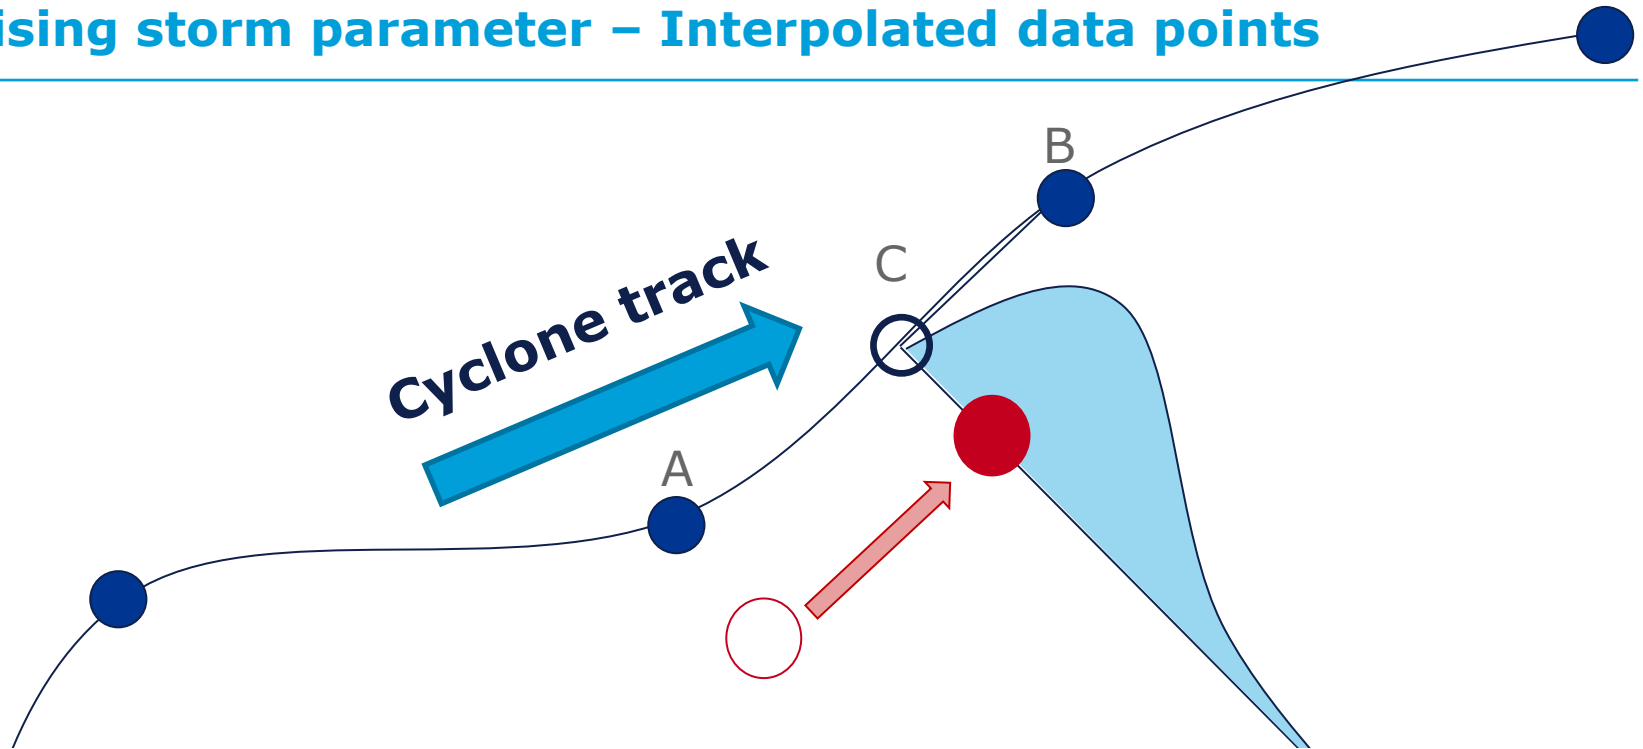 ising storm parameter – Interpolated data points
B
C
Cyclone track
A